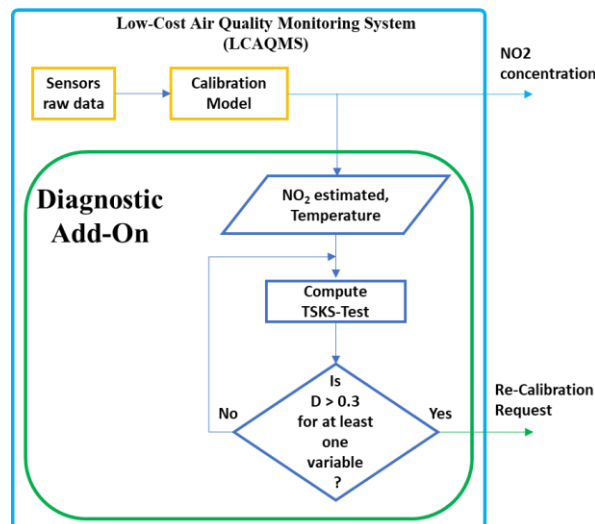 Low-Cost Air Quality Monitoring System
(LCAQMS)
NO2
concentration
Sensors
raw data
Calibration
Model
Diagnostic
Add-On
NO₂ estimated,
Temperature
Compute
TSKS-Test
Is
D > 0.3
for at least
one
variable
?
No
Yes
Re-Calibration
Request